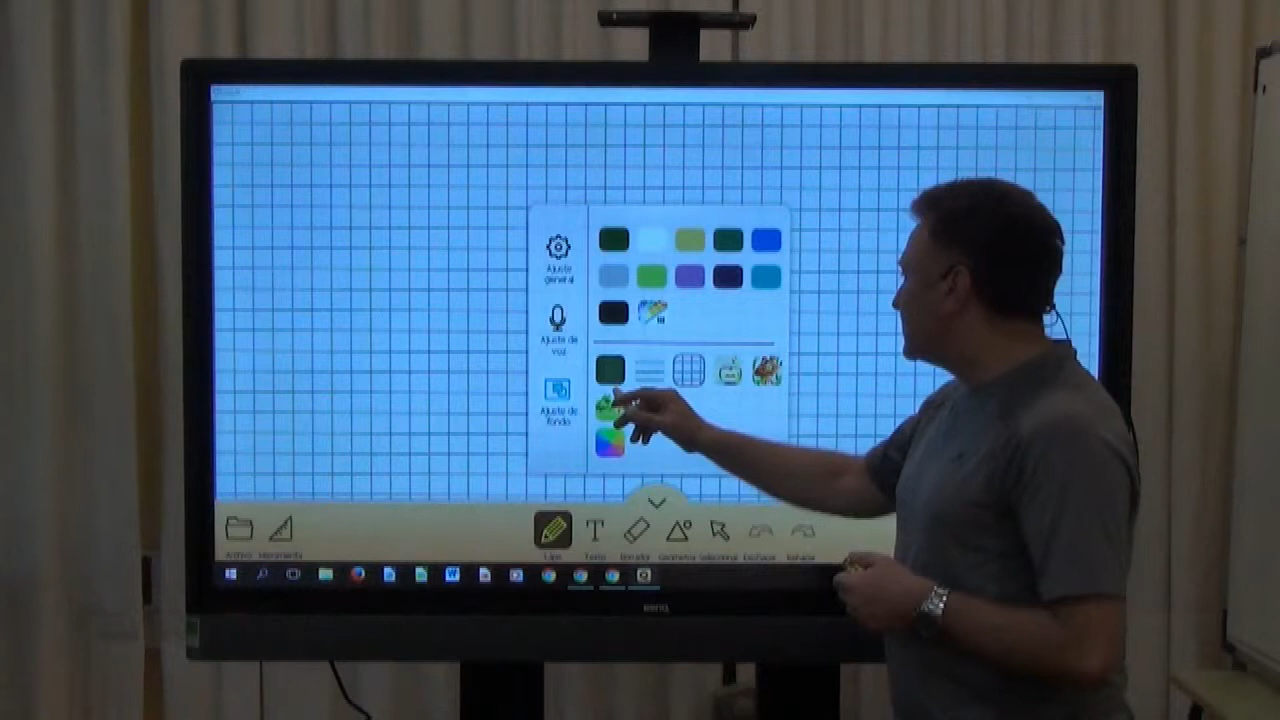 Ajuste
general
Ajuste de
voz
Ajuste de
fondo
Archivo Herramienta
Lápiz Texto Borrador Geometría Seleccionar Deshacer Rehacer
BenQ